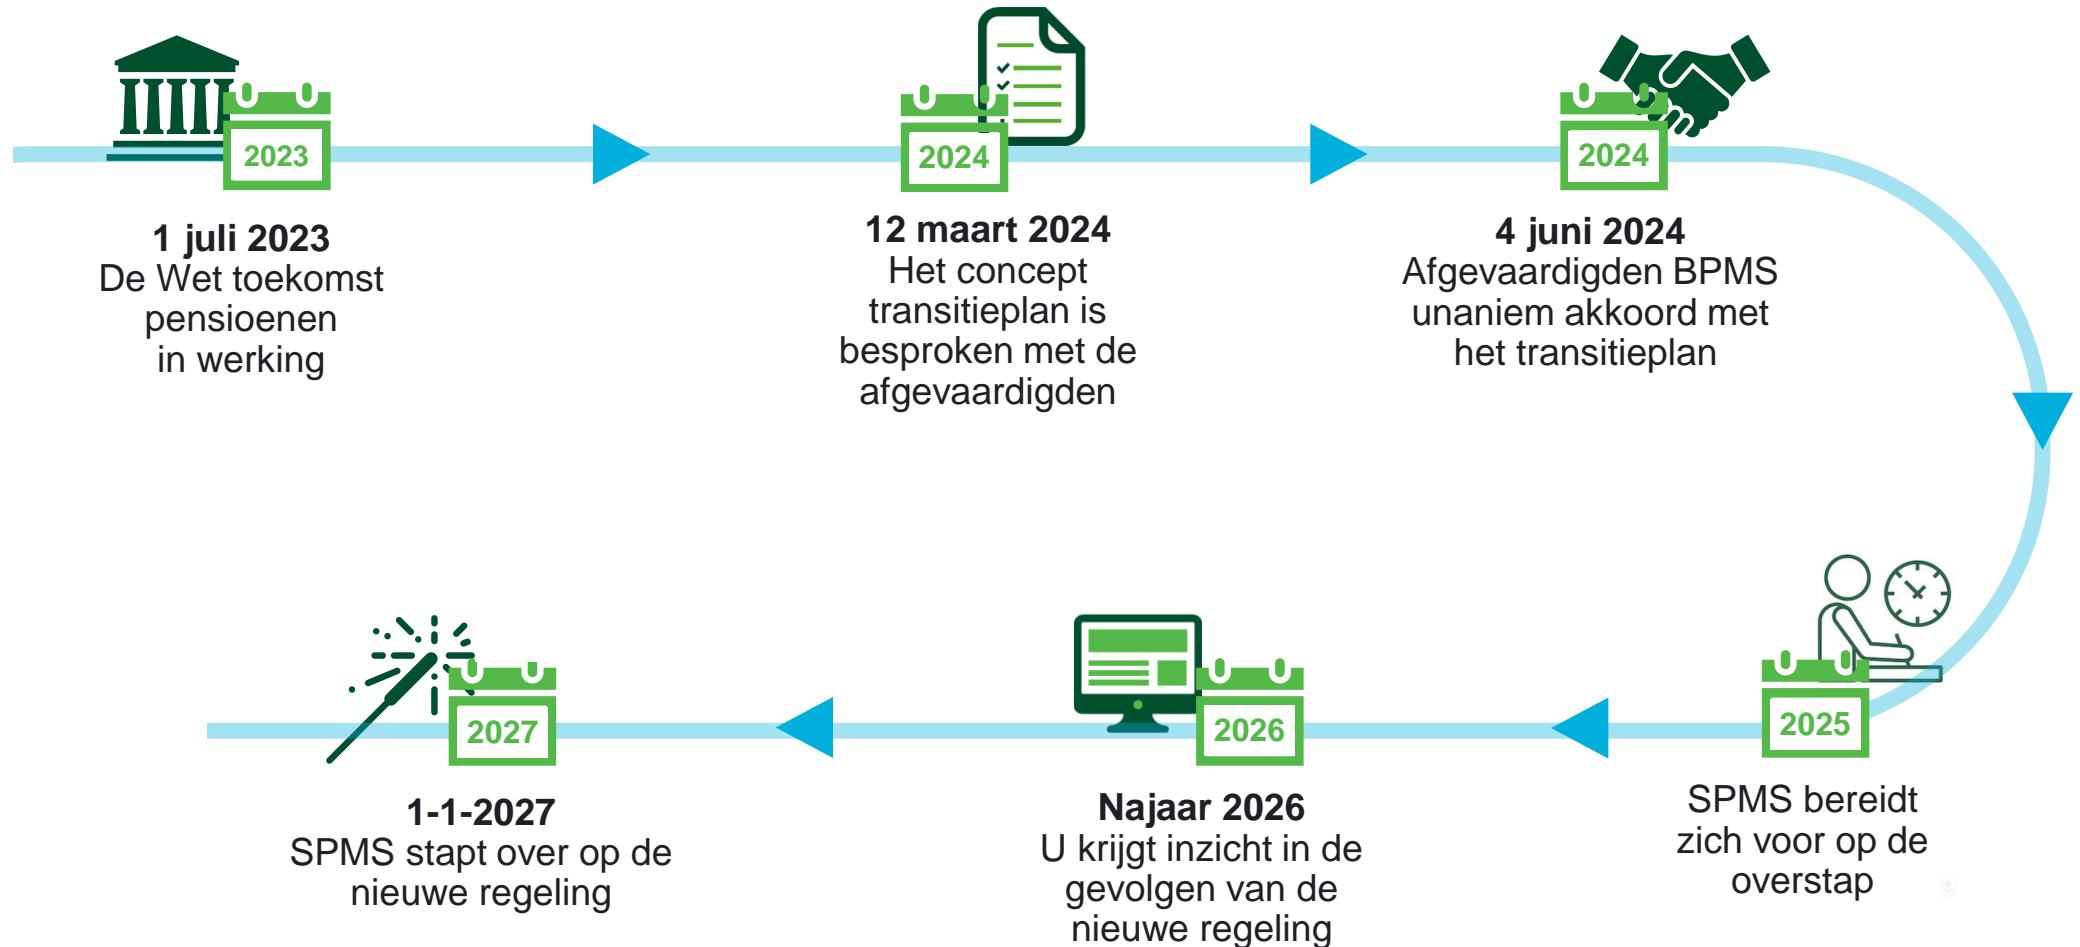 2023
1 juli 2023
De Wet toekomst
pensioenen
in werking
2024
12 maart 2024
Het concept
transitieplan is
besproken met de
afgevaardigden
2024
4 juni 2024
Afgevaardigden BPMS
unaniem akkoord met
het transitieplan
2025
SPMS bereidt
zich voor op de
overstap
2026
Najaar 2026
U krijgt inzicht in de
gevolgen van de
nieuwe regeling
2027
1-1-2027
SPMS stapt over op de
nieuwe regeling
9